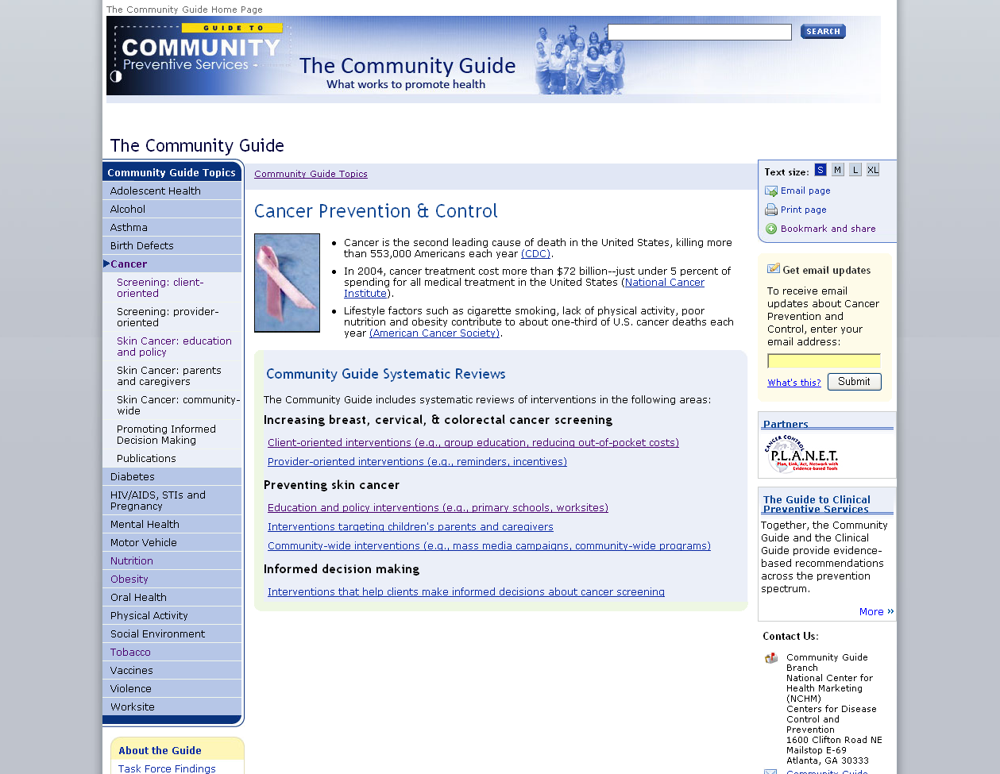 The Community Guide Home Page
GUIDE TO
COMMUNITY
Preventive Services
The Community Guide
What works to promote health
SEARCH
The Community Guide
Community Guide Topics
Adolescent Health
Alcohol
Asthma
Birth Defects
Cancer
Screening: client-
oriented
Screening: provider-
oriented
Skin Cancer: education
and policy
Skin Cancer: parents
and caregivers
Skin Cancer: community-
wide
Promoting Informed
Decision Making
Publications
Diabetes
HIV/AIDS, STIs and
Pregnancy
Mental Health
Motor Vehicle
Nutrition
Obesity
Oral Health
Physical Activity
Social Environment
Tobacco
Vaccines
Violence
Worksite
About the Guide
Task Force Findings
Community Guide Topics
Cancer Prevention & Control
• Cancer is the second leading cause of death in the United States, killing more
than 553,000 Americans each year (CDC).
• In 2004, cancer treatment cost more than $72 billion--just under 5 percent of
spending for all medical treatment in the United States (National Cancer
Institute).
• Lifestyle factors such as cigarette smoking, lack of physical activity, poor
nutrition and obesity contribute to about one-third of U.S. cancer deaths each
year (American Cancer Society).
Community Guide Systematic Reviews
The Community Guide includes systematic reviews of interventions in the following areas:
Increasing breast, cervical, & colorectal cancer screening
Client-oriented interventions (e.g., group education, reducing out-of-pocket costs)
Provider-oriented interventions (e.g., reminders, incentives)
Preventing skin cancer
Education and policy interventions (e.g., primary schools, worksites)
Interventions targeting children's parents and caregivers
Community-wide interventions (e.g., mass media campaigns, community-wide programs)
Informed decision making
Interventions that help clients make informed decisions about cancer screening
Text size: S M L XL
Email page
Print page
Bookmark and share
Get email updates
To receive email
updates about Cancer
Prevention and
Control, enter your
email address:
What's this? Submit
Partners
CANCER CONTROL
P.L.A.N.E.T.
Plan, Link, Act, Network with
Evidence-based Tools
The Guide to Clinical
Preventive Services
Together, the Community
Guide and the Clinical
Guide provide evidence-
based recommendations
across the prevention
spectrum.
More »
Contact Us:
Community Guide
Branch
National Center for
Health Marketing
(NCHM)
Centers for Disease
Control and
Prevention
1600 Clifton Road NE
Mailstop E-69
Atlanta, GA 30333
Community Guide